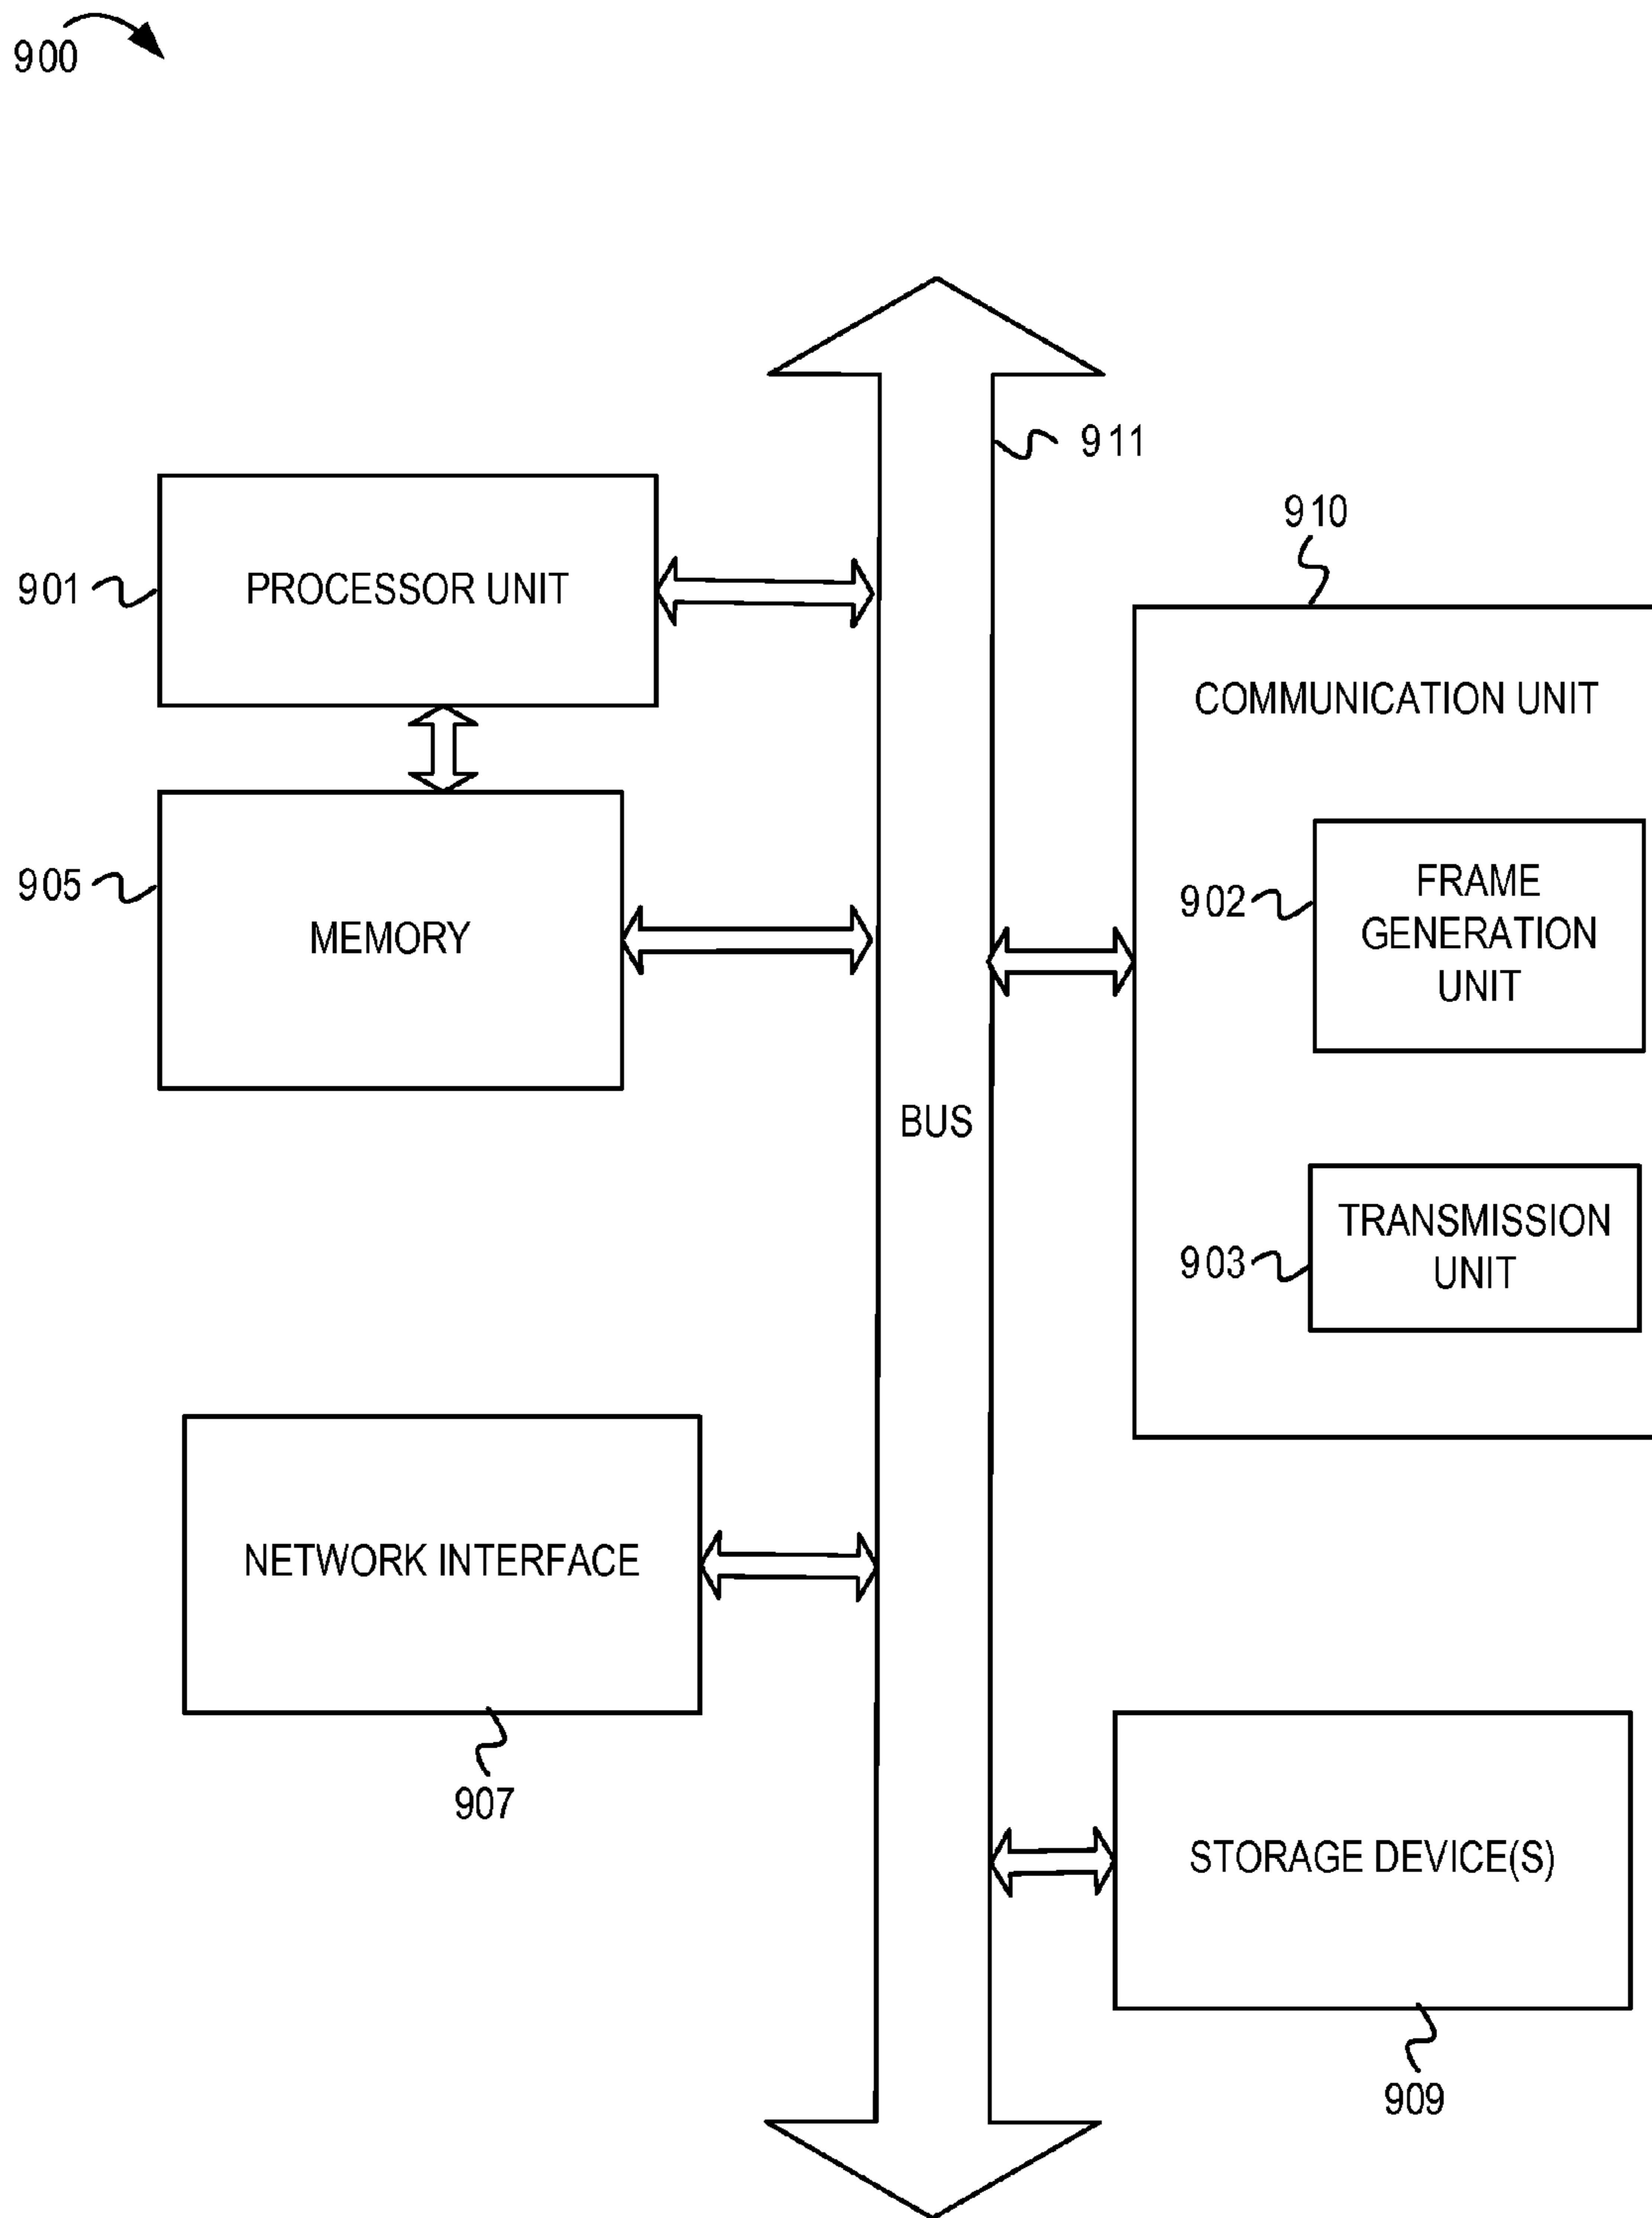 900
911
910
901
PROCESSOR UNIT
COMMUNICATION UNIT
905
MEMORY
902
FRAME
GENERATION
UNIT
BUS
903
TRANSMISSION
UNIT
NETWORK INTERFACE
907
STORAGE DEVICE(S)
909